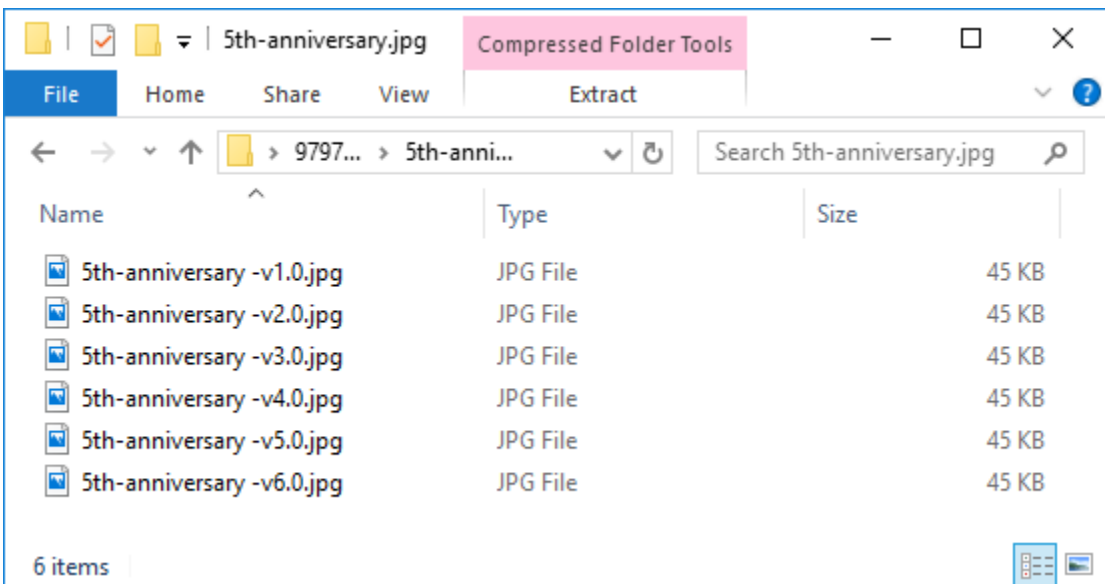 5th-anniversary.jpg Compressed Folder Tools
File Home Share View Extract ?
9797... > 5th-anni... Search 5th-anniversary.jpg
Name Type Size
5th-anniversary -v1.0.jpg JPG File 45 KB
5th-anniversary -v2.0.jpg JPG File 45 KB
5th-anniversary -v3.0.jpg JPG File 45 KB
5th-anniversary -v4.0.jpg JPG File 45 KB
5th-anniversary -v5.0.jpg JPG File 45 KB
5th-anniversary -v6.0.jpg JPG File 45 KB
6 items